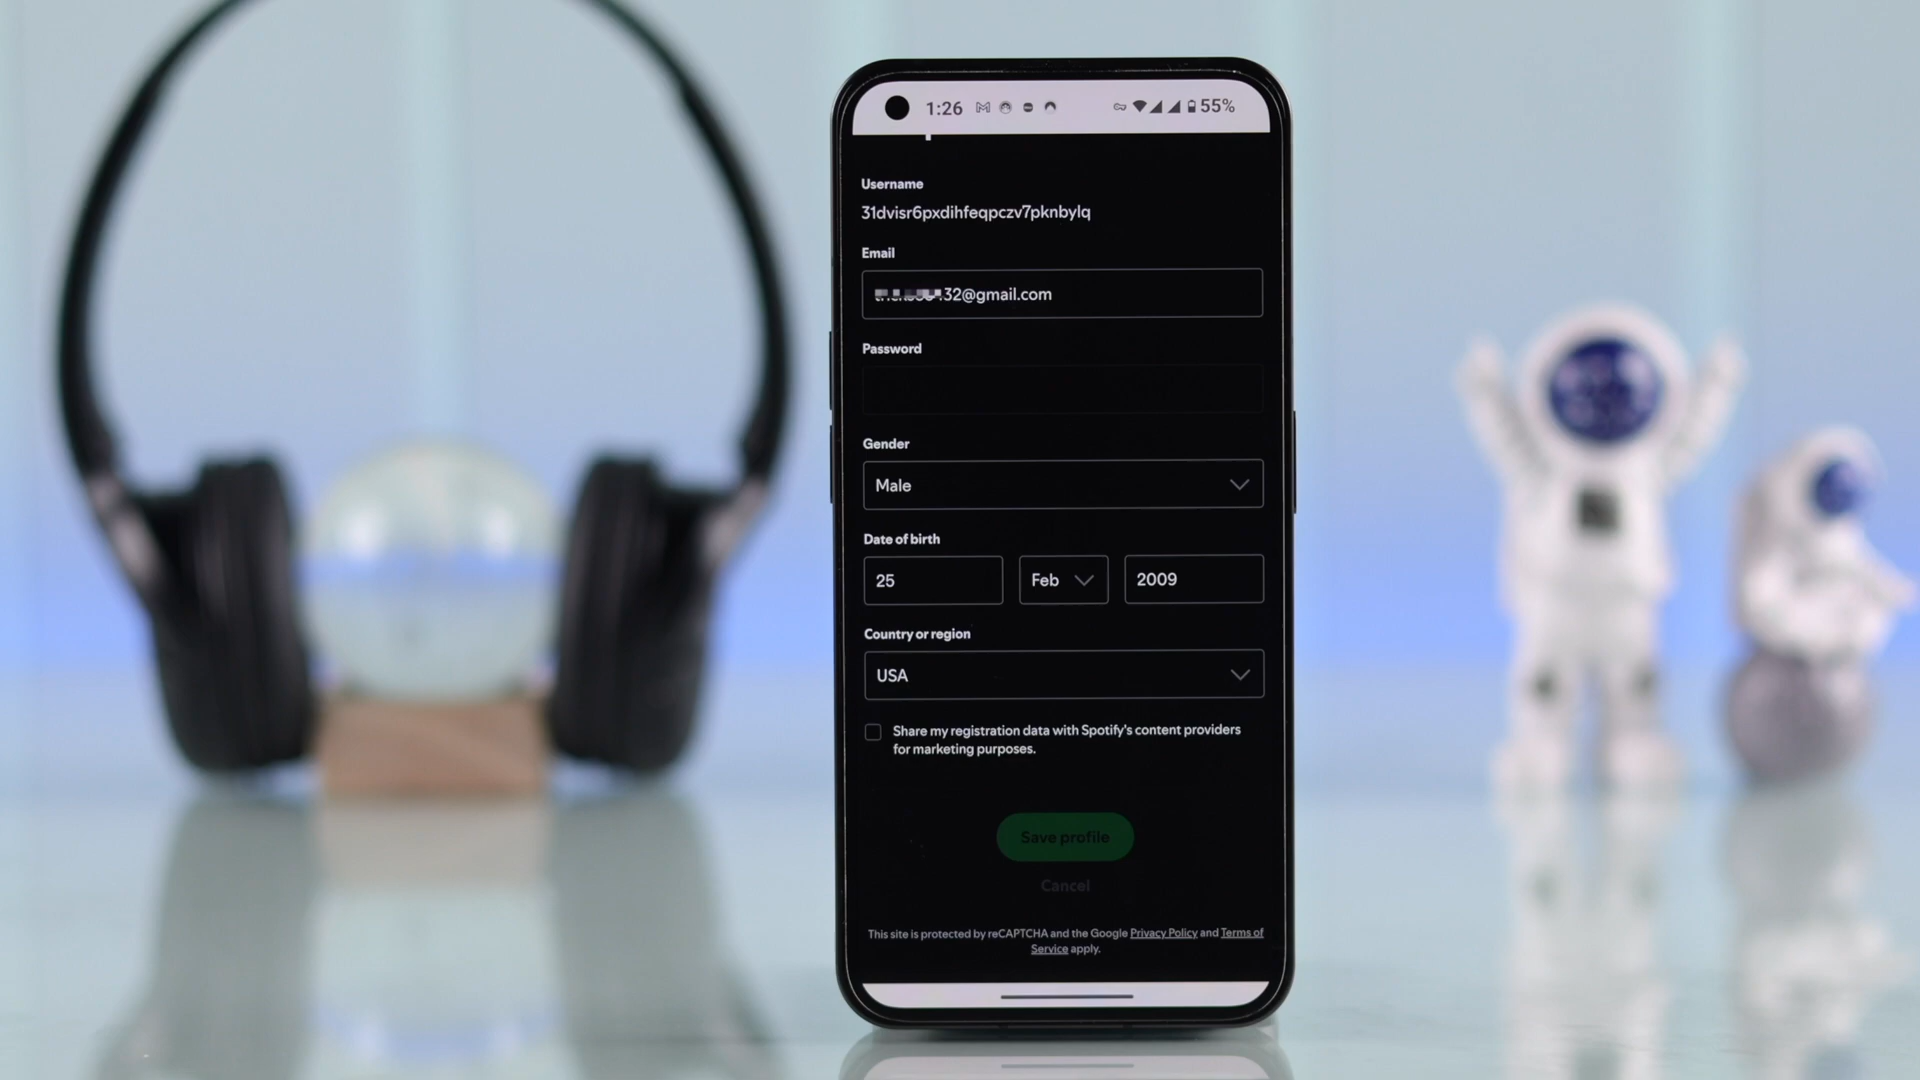 1:26 55%
Username
31dvisr6pxdihfeqpczv7pknbylq
Email
32@gmail.com
Password
Gender
Male
Date of birth
25 Feb 2009
Country or region
USA
Share my registration data with Spotify's content providers
for marketing purposes.
Save profile
Cancel
This site is protected by reCAPTCHA and the Google Privacy Policy and Terms of
Service apply.